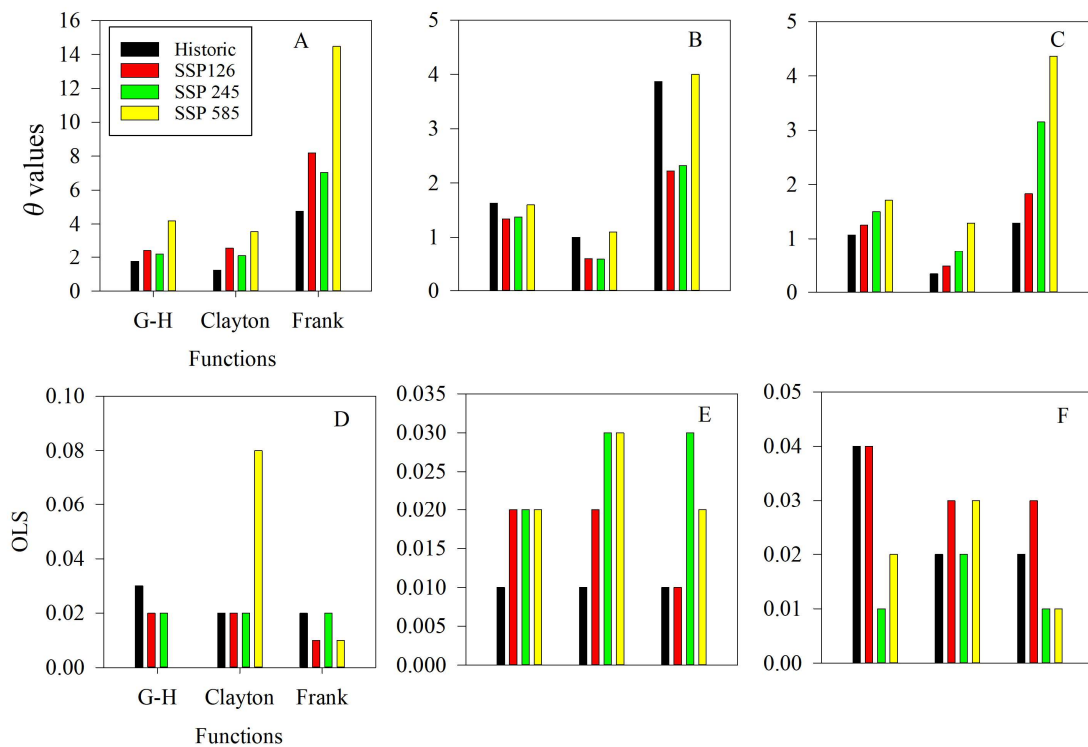 16
14
12
10
8
6
4
2
0
θ values
Historic
SSP126
SSP 245
SSP 585
A
G-H Clayton Frank
Functions
5
4
3
2
1
0
B
5
4
3
2
1
0
C
0.10
0.08
0.06
0.04
0.02
0.00
OLS
D
G-H Clayton Frank
Functions
0.035
0.030
0.025
0.020
0.015
0.010
0.005
0.000
E
0.05
0.04
0.03
0.02
0.01
0.00
F